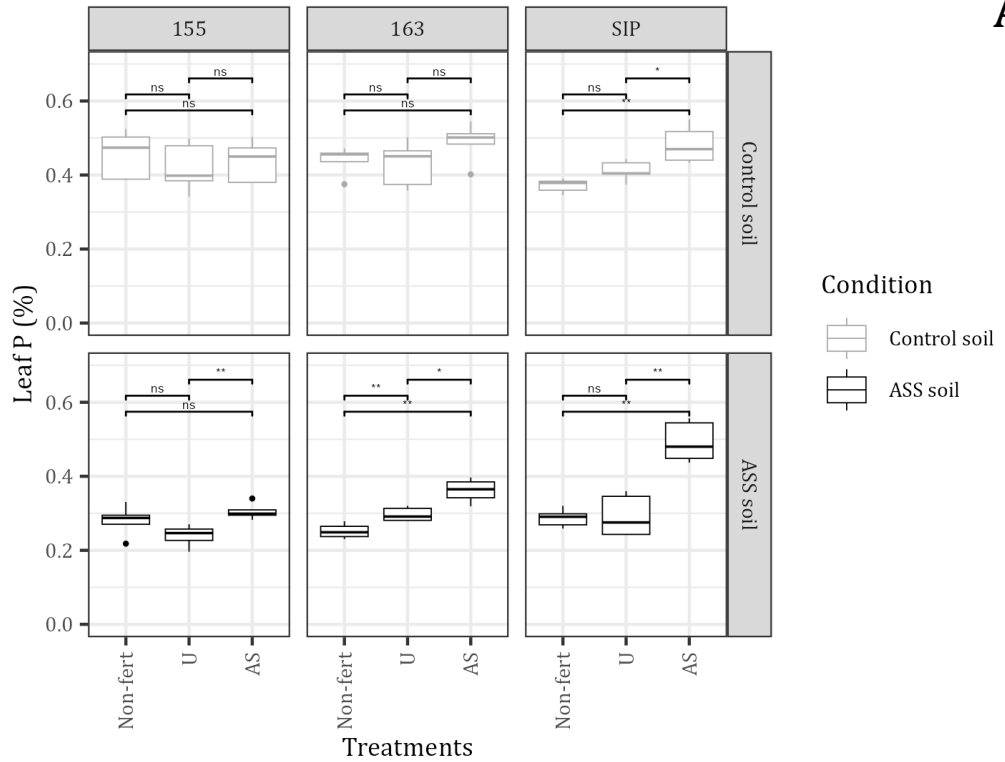 155 163 SIP
A
ns ns ns
ns ns *
ns ns **
0.6
0.4
0.2
0.0
Control soil
** * **
ns ** ns
ns ** **
0.6
0.4
0.2
0.0
ASS soil
Leaf P (%)
Non-fert U AS Non-fert U AS Non-fert U AS
Treatments
Condition
Control soil
ASS soil